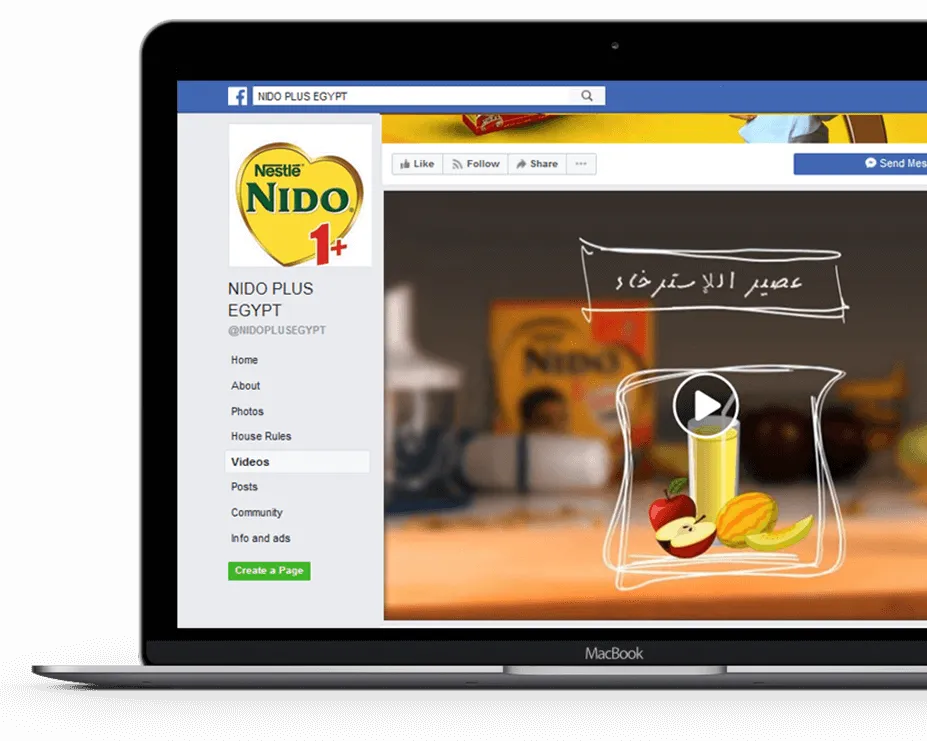 NIDO PLUS EGYPT
Nestlé
NIDO
1+
NIDO PLUS
EGYPT
@NIDOPLUSEGYPT
Home
About
Photos
House Rules
Videos
Posts
Community
Info and ads
Create a Page
Like
Follow
Share
Send Mes
عصير الاسترخاء
NIDO
MacBook